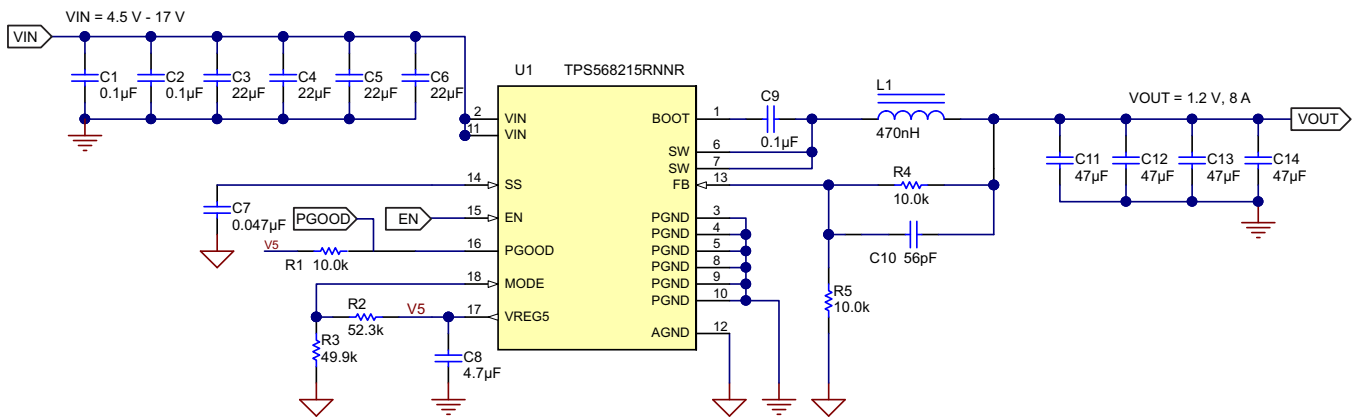 VIN = 4.5 V - 17 V
VIN
C1
0.1µF
C2
0.1µF
C3
22µF
C4
22µF
C5
22µF
C6
22µF
U1
TPS568215RNNR
2
VIN
11
VIN
14
SS
15
EN
16
PGOOD
18
MODE
17
VREG5
BOOT
1
SW
6
SW
7
FB
13
PGND
3
PGND
4
PGND
5
PGND
8
PGND
9
PGND
10
AGND
12
C7
0.047µF
PGOOD
EN
V5
R1
10.0k
R2
52.3k
V5
R3
49.9k
C8
4.7µF
C9
0.1µF
L1
470nH
R4
10.0k
C10
56pF
R5
10.0k
VOUT = 1.2 V, 8 A
VOUT
C11
47µF
C12
47µF
C13
47µF
C14
47µF